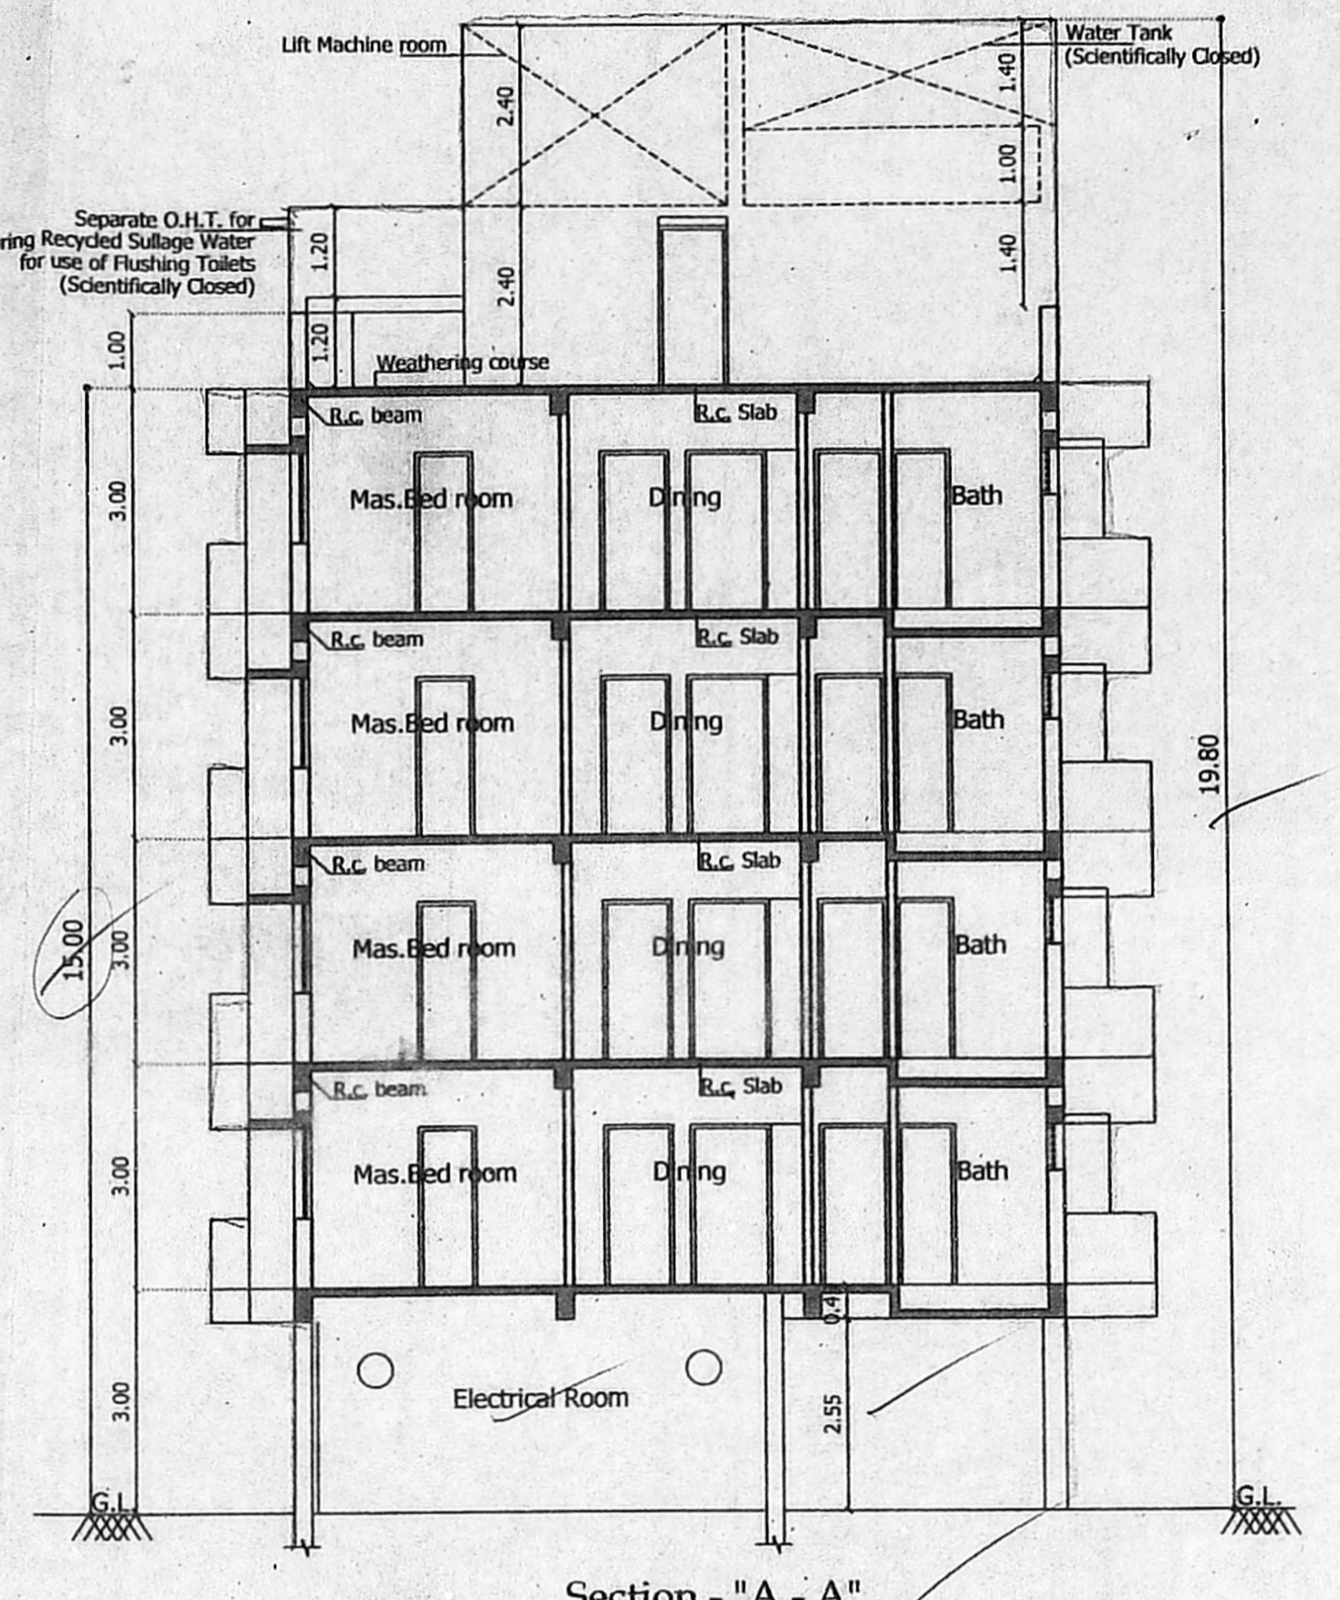 Lift Machine room
Water Tank
(Scientifically Closed)
2.40
1.40
1.00
Separate O.H.T. for
ring Recycled Sullage Water
for use of Flushing Toilets
(Scientifically Closed)
1.20
2.40
1.40
1.00
1.20
Weathering course
R.c. beam
R.c. Slab
3.00
Mas.Bed room
Dining
Bath
R.c. beam
R.c. Slab
3.00
Mas.Bed room
Dining
Bath
19.80
R.c. beam
R.c. Slab
15.00
3.00
Mas.Bed room
Dining
Bath
R.c. beam
R.c. Slab
3.00
Mas.Bed room
Dining
Bath
3.00
Electrical Room
2.55
G.L.
G.L.
Section - "A - A"